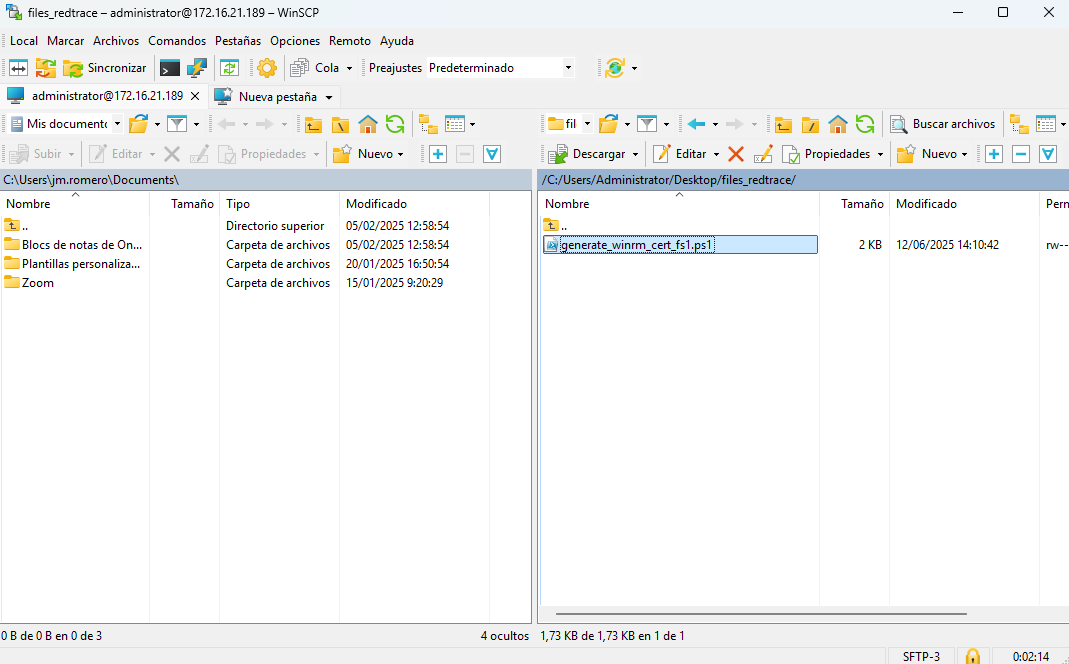 files_redtrace – administrator@172.16.21.189 – WinSCP
Local Marcar Archivos Comandos Pestañas Opciones Remoto Ayuda
Sincronizar Cola Preajustes Predeterminado
administrator@172.16.21.189 Nueva pestaña
Mis documento fil Buscar archivos
Subir Editar Propiedades Nuevo Descargar Editar Propiedades Nuevo
C:\Users\jm.romero\Documents\ /C:/Users/Administrator/Desktop/files_redtrace/
Nombre Tamaño Tipo Modificado Nombre Tamaño Modificado Perm
.. Directorio superior 05/02/2025 12:58:54 ..
Blocs de notas de On... Carpeta de archivos 05/02/2025 12:58:54 generate_winrm_cert_fs1.ps1 2 KB 12/06/2025 14:10:42 rw--
Plantillas personaliza... Carpeta de archivos 20/01/2025 16:50:54
Zoom Carpeta de archivos 15/01/2025 9:20:29
0 B de 0 B en 0 de 3 4 ocultos 1,73 KB de 1,73 KB en 1 de 1
SFTP-3 0:02:14